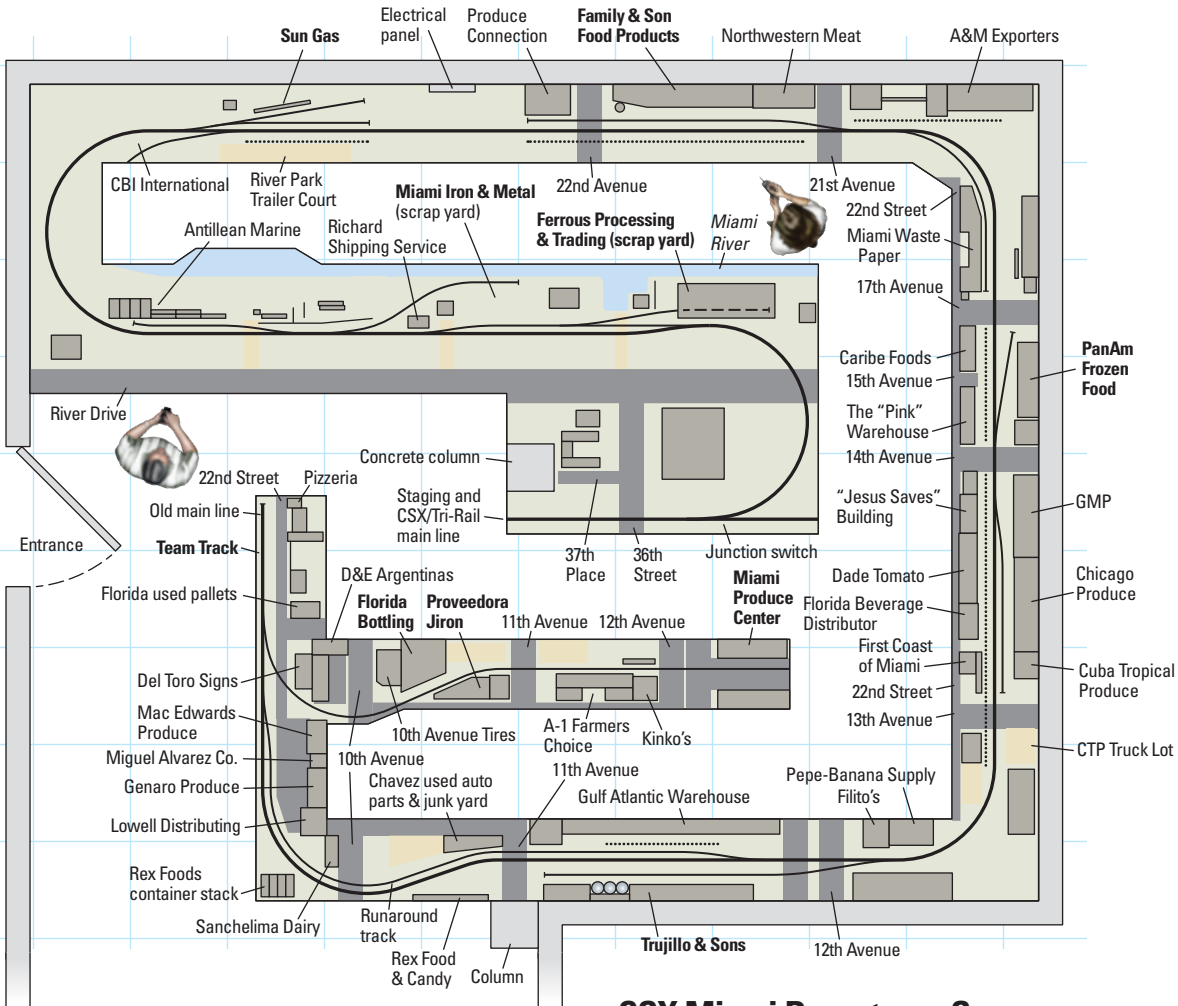 Sun Gas
Electrical
panel
Produce
Connection
Family & Son
Food Products
Northwestern Meat
A&M Exporters
CBI International
River Park
Trailer Court
22nd Avenue
21st Avenue
Antillean Marine
Richard
Shipping Service
Miami Iron & Metal
(scrap yard)
Ferrous Processing
& Trading (scrap yard)
Miami
River
22nd Street
Miami Waste
Paper
17th Avenue
Caribe Foods
15th Avenue
PanAm
Frozen
Food
The “Pink”
Warehouse
14th Avenue
River Drive
Concrete column
Staging and
CSX/Tri-Rail
main line
37th
Place
36th
Street
Junction switch
"Jesus Saves"
Building
GMP
Entrance
22nd Street
Pizzeria
Old main line
Team Track
Florida used pallets
D&E Argentinas
Florida
Bottling
Proveedora
Jiron
11th Avenue
12th Avenue
Miami
Produce
Center
Dade Tomato
Florida Beverage
Distributor
First Coast
of Miami
22nd Street
13th Avenue
Chicago
Produce
Cuba Tropical
Produce
CTP Truck Lot
Del Toro Signs
Mac Edwards
Produce
Miguel Alvarez Co.
Genaro Produce
Lowell Distributing
10th Avenue Tires
10th Avenue
A-1 Farmers
Choice
Kinko's
Chavez used auto
parts & junk yard
11th Avenue
Gulf Atlantic Warehouse
Pepe-Banana Supply
Filito's
Rex Foods
container stack
Sanchelima Dairy
Runaround
track
Rex Food
& Candy
Column
Trujillo & Sons
12th Avenue